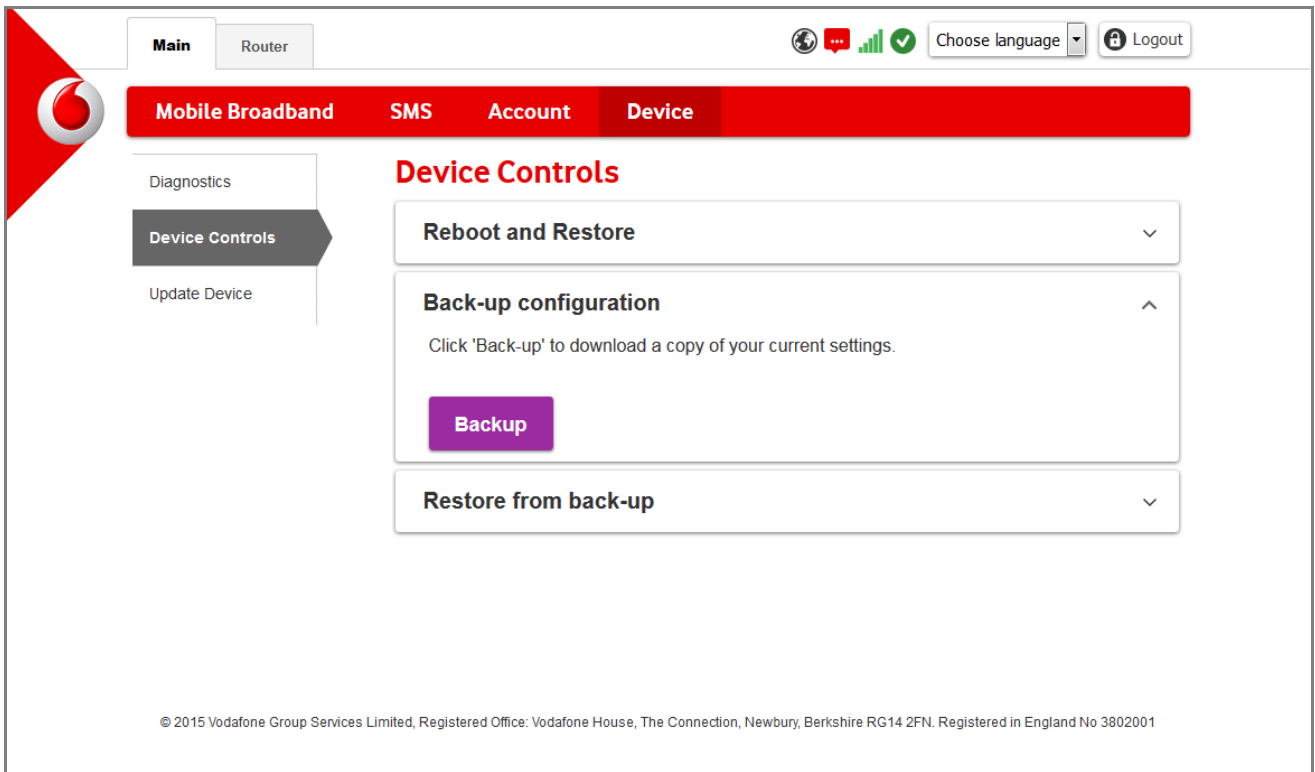 Main Router Choose language Logout
Mobile Broadband SMS Account Device
Diagnostics
Device Controls
Update Device
Device Controls
Reboot and Restore
Back-up configuration
Click 'Back-up' to download a copy of your current settings.
Backup
Restore from back-up
© 2015 Vodafone Group Services Limited, Registered Office: Vodafone House, The Connection, Newbury, Berkshire RG14 2FN. Registered in England No 3802001